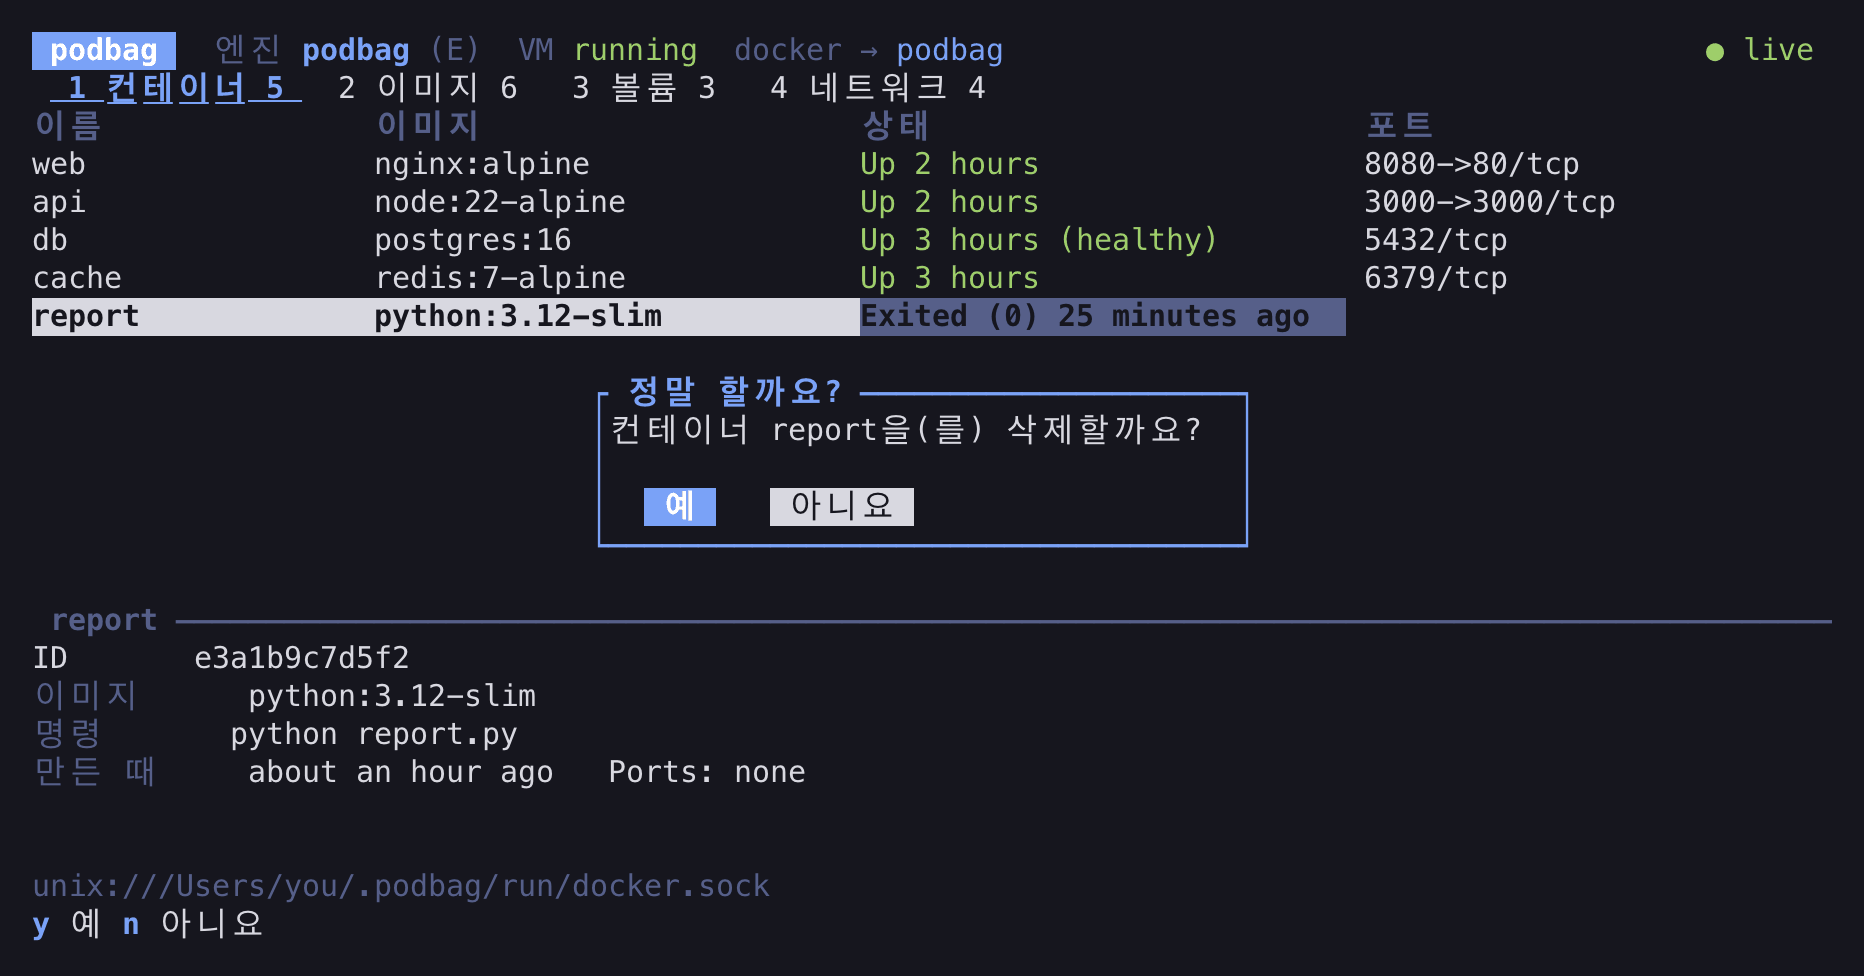 podbag 엔진 podbag (E) VM running docker → podbag ● live
1 컨테이너 5 2 이미지 6 3 볼륨 3 4 네트워크 4
이름 이미지 상태 포트
web nginx:alpine Up 2 hours 8080->80/tcp
api node:22-alpine Up 2 hours 3000->3000/tcp
db postgres:16 Up 3 hours (healthy) 5432/tcp
cache redis:7-alpine Up 3 hours 6379/tcp
report python:3.12-slim Exited (0) 25 minutes ago
정말 할까요?
컨테이너 report을(를) 삭제할까요?
예 아니요
report
ID e3a1b9c7d5f2
이미지 python:3.12-slim
명령 python report.py
만든 때 about an hour ago Ports: none
unix:///Users/you/.podbag/run/docker.sock
y 예 n 아니요